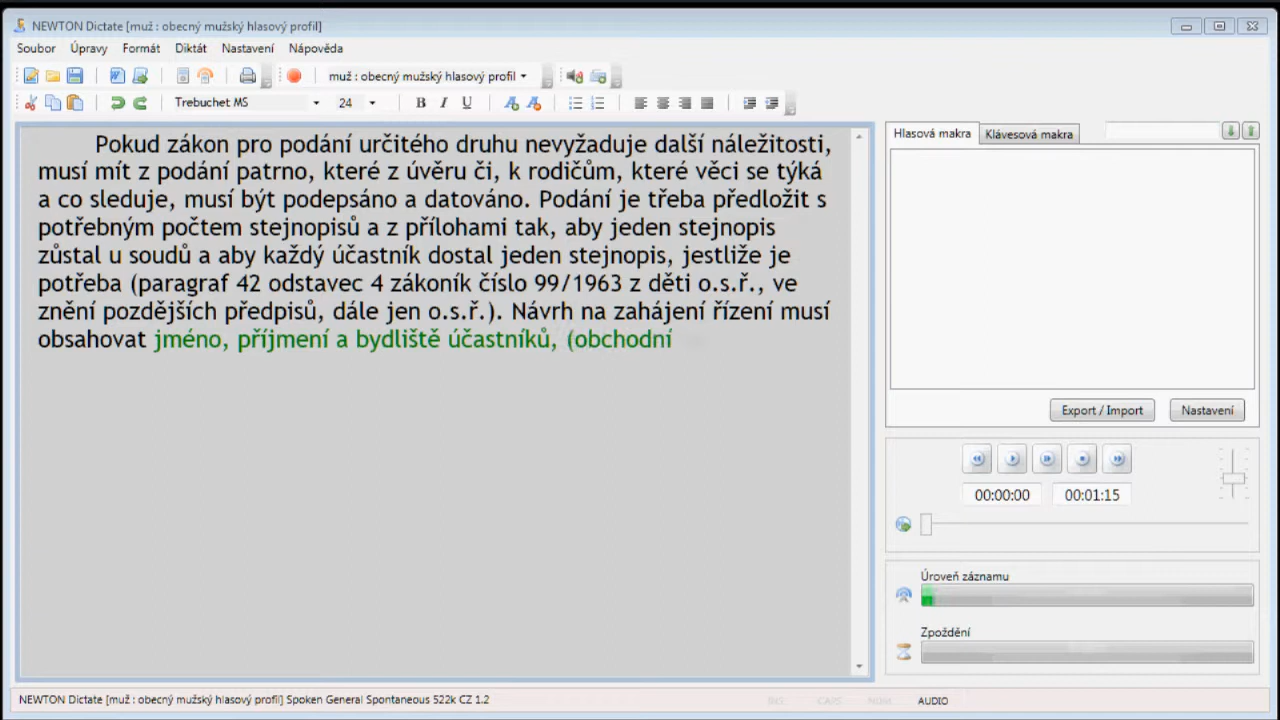 NEWTON Dictate [muž : obecný mužský hlasový profil]
Soubor Úpravy Formát Diktát Nastavení Nápověda
muž : obecný mužský hlasový profil
Trebuchet MS 24 B I U
Pokud zákon pro podání určitého druhu nevyžaduje další náležitosti,
musí mít z podání patrno, které z úvěru či, k rodičům, které věci se týká
a co sleduje, musí být podepsáno a datováno. Podání je třeba předložit s
potřebným počtem stejnopisů a z přílohami tak, aby jeden stejnopis
zůstal u soudů a aby každý účastník dostal jeden stejnopis, jestliže je
potřeba (paragraf 42 odstavec 4 zákoník číslo 99/1963 z děti o.s.ř., ve
znění pozdějších předpisů, dále jen o.s.ř.). Návrh na zahájení řízení musí
obsahovat jméno, příjmení a bydliště účastníků, (obchodní
Hlasová makra Klávesová makra
Export / Import Nastavení
00:00:00 00:01:15
Úroveň záznamu
Zpoždění
NEWTON Dictate [muž : obecný mužský hlasový profil] Spoken General Spontaneous 522k CZ 1.2
AUDIO